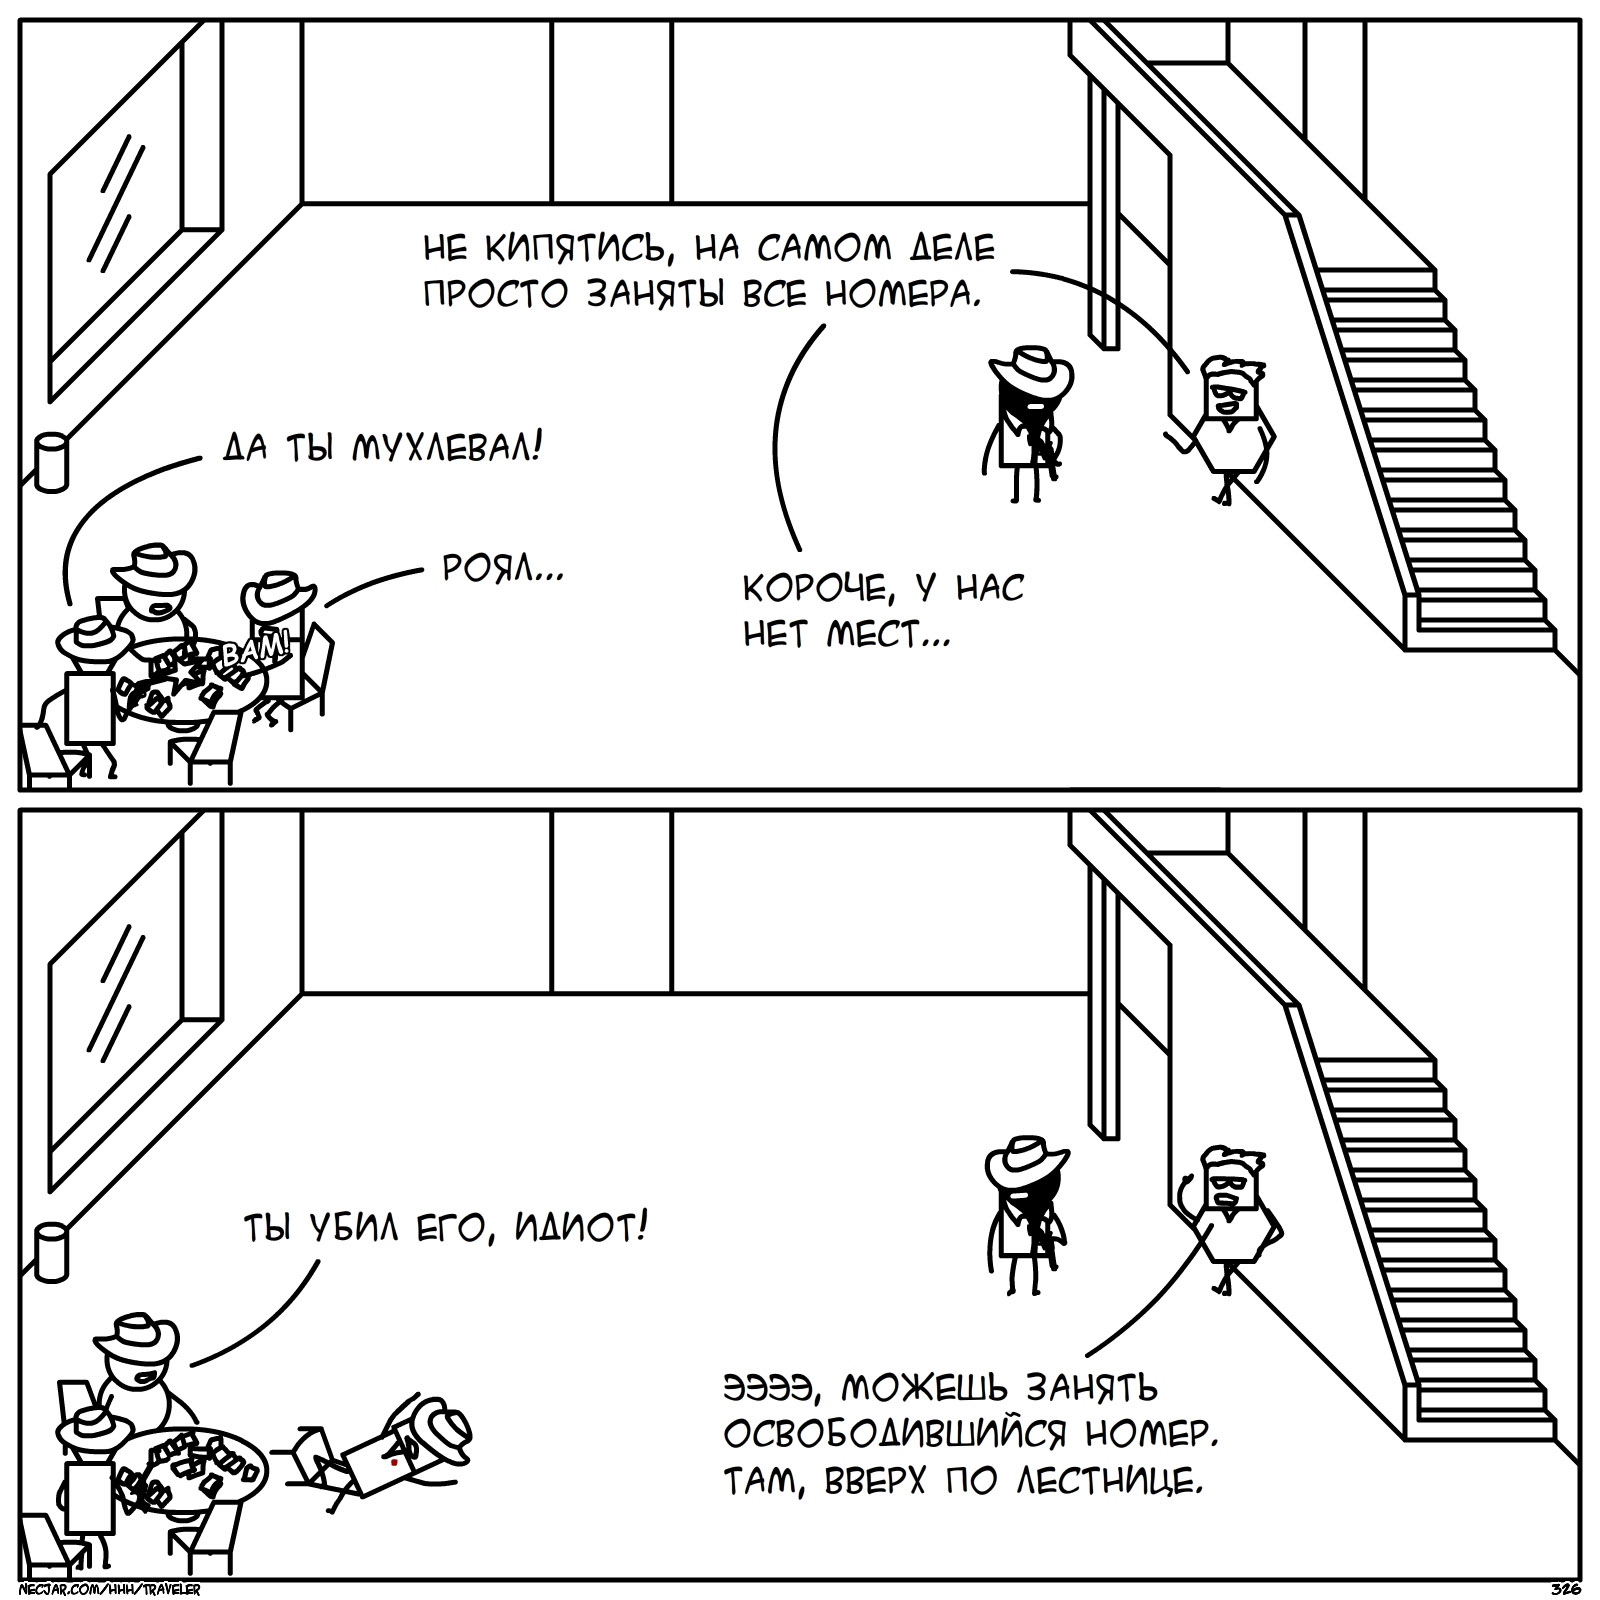 НЕ КИПЯТИСЬ, НА САМОМ ДЕЛЕ
ПРОСТО ЗАНЯТЫ ВСЕ НОМЕРА.
ДА ТЫ МУХЛЕВАЛ!
РОЯЛ...
BAM!
КОРОЧЕ, У НАС
НЕТ МЕСТ...
ТЫ УБИЛ ЕГО, ИДИОТ!
ЭЭЭЭ, МОЖЕШЬ ЗАНЯТЬ
ОСВОБОДИВШИЙСЯ НОМЕР.
ТАМ, ВВЕРХ ПО ЛЕСТНИЦЕ.
NECJAR.COM/HHH/TRAVELER
326